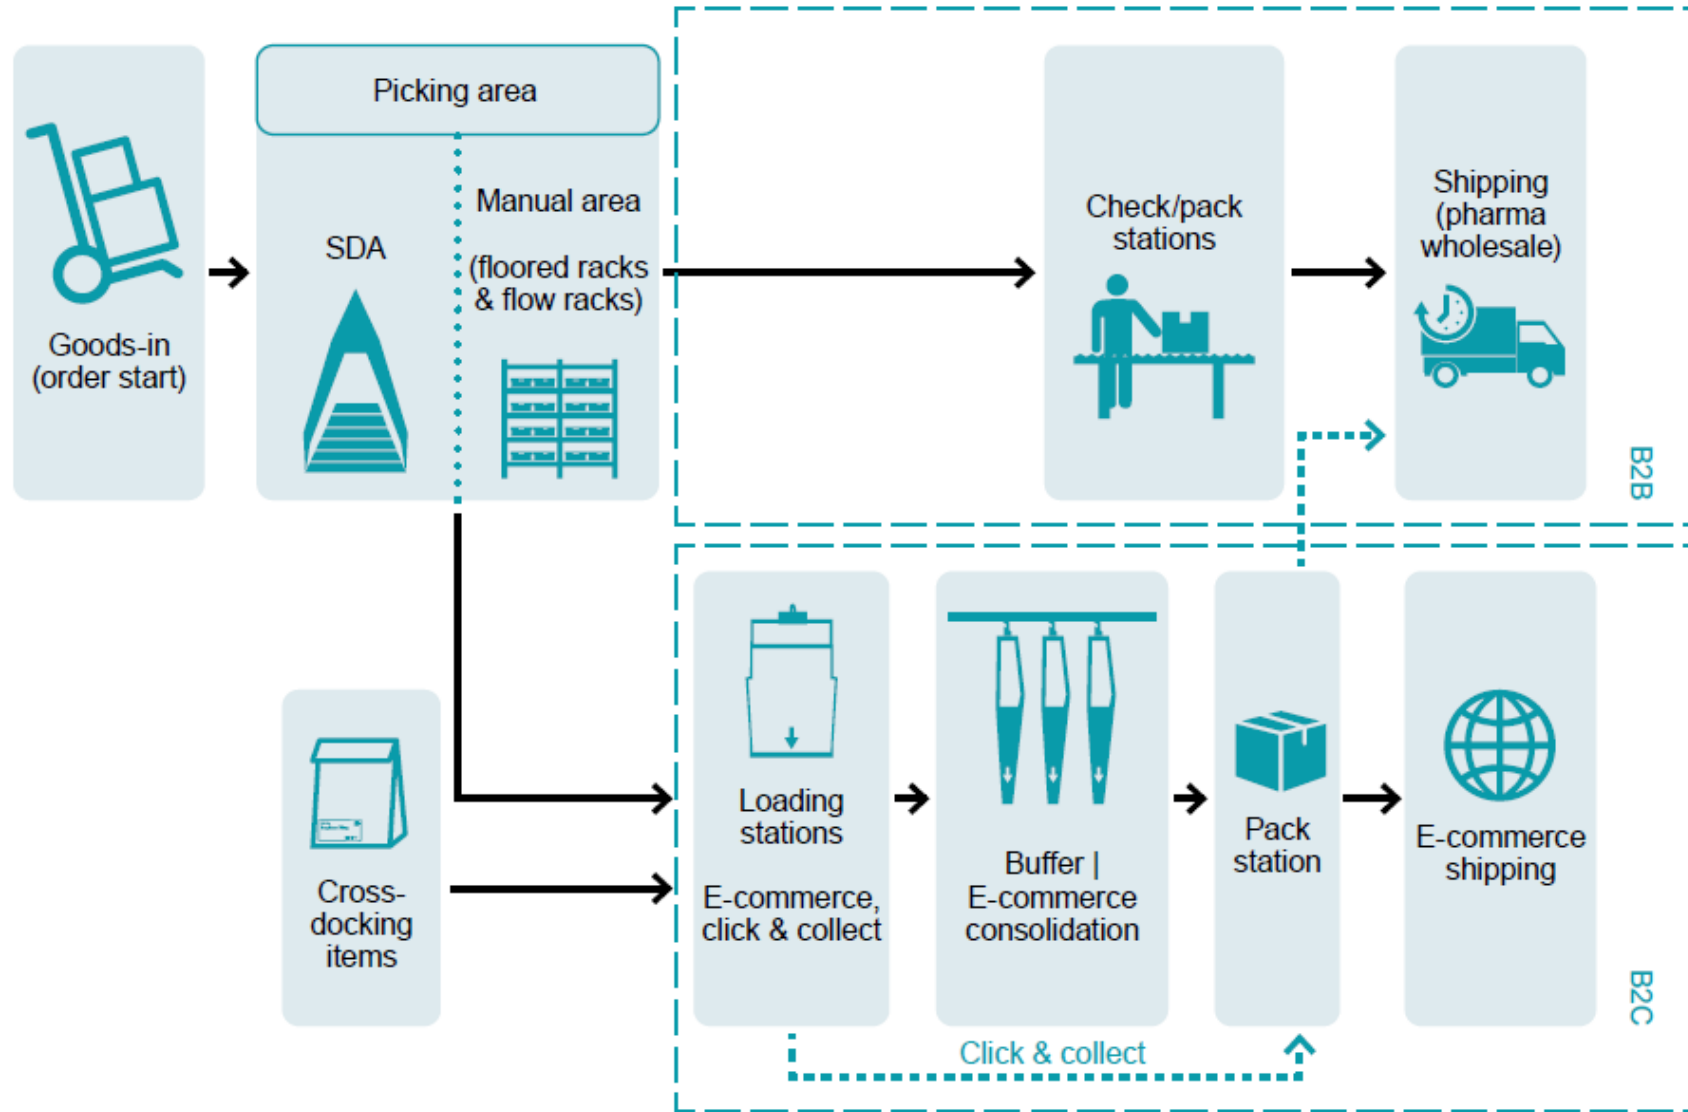 Goods-in
(order start)
Picking area
SDA
Manual area
(floored racks
& flow racks)
Check/pack
stations
Shipping
(pharma
wholesale)
B2B
Cross-
docking
items
Loading
stations
E-commerce,
click & collect
Buffer |
E-commerce
consolidation
Pack
station
E-commerce
shipping
Click & collect
B2C